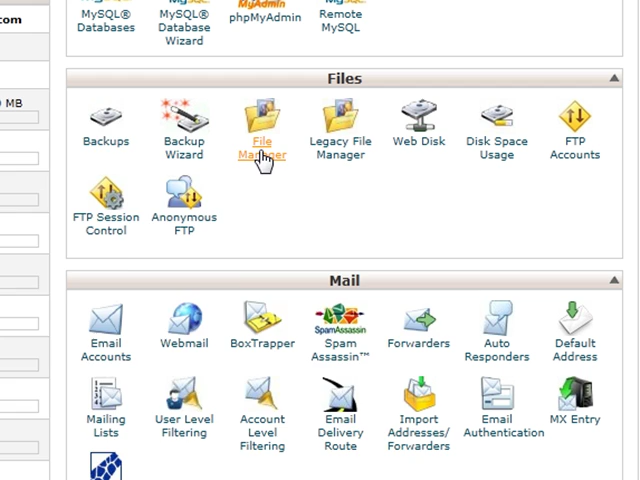 com
MySQL® MySQL® phpMyAdmin Remote
Databases Database MySQL
Wizard
MB
Files
Backups Backup File Legacy File Web Disk Disk Space FTP
Wizard Manager Manager Usage Accounts
FTP Session Anonymous
Control FTP
Mail
Email Webmail BoxTrapper Spam Forwarders Auto Default
Accounts Assassin™ Responders Address
SpamAssassin
Mailing User Level Account Email Import Email MX Entry
Lists Filtering Level Delivery Addresses/ Authentication
Filtering Route Forwarders